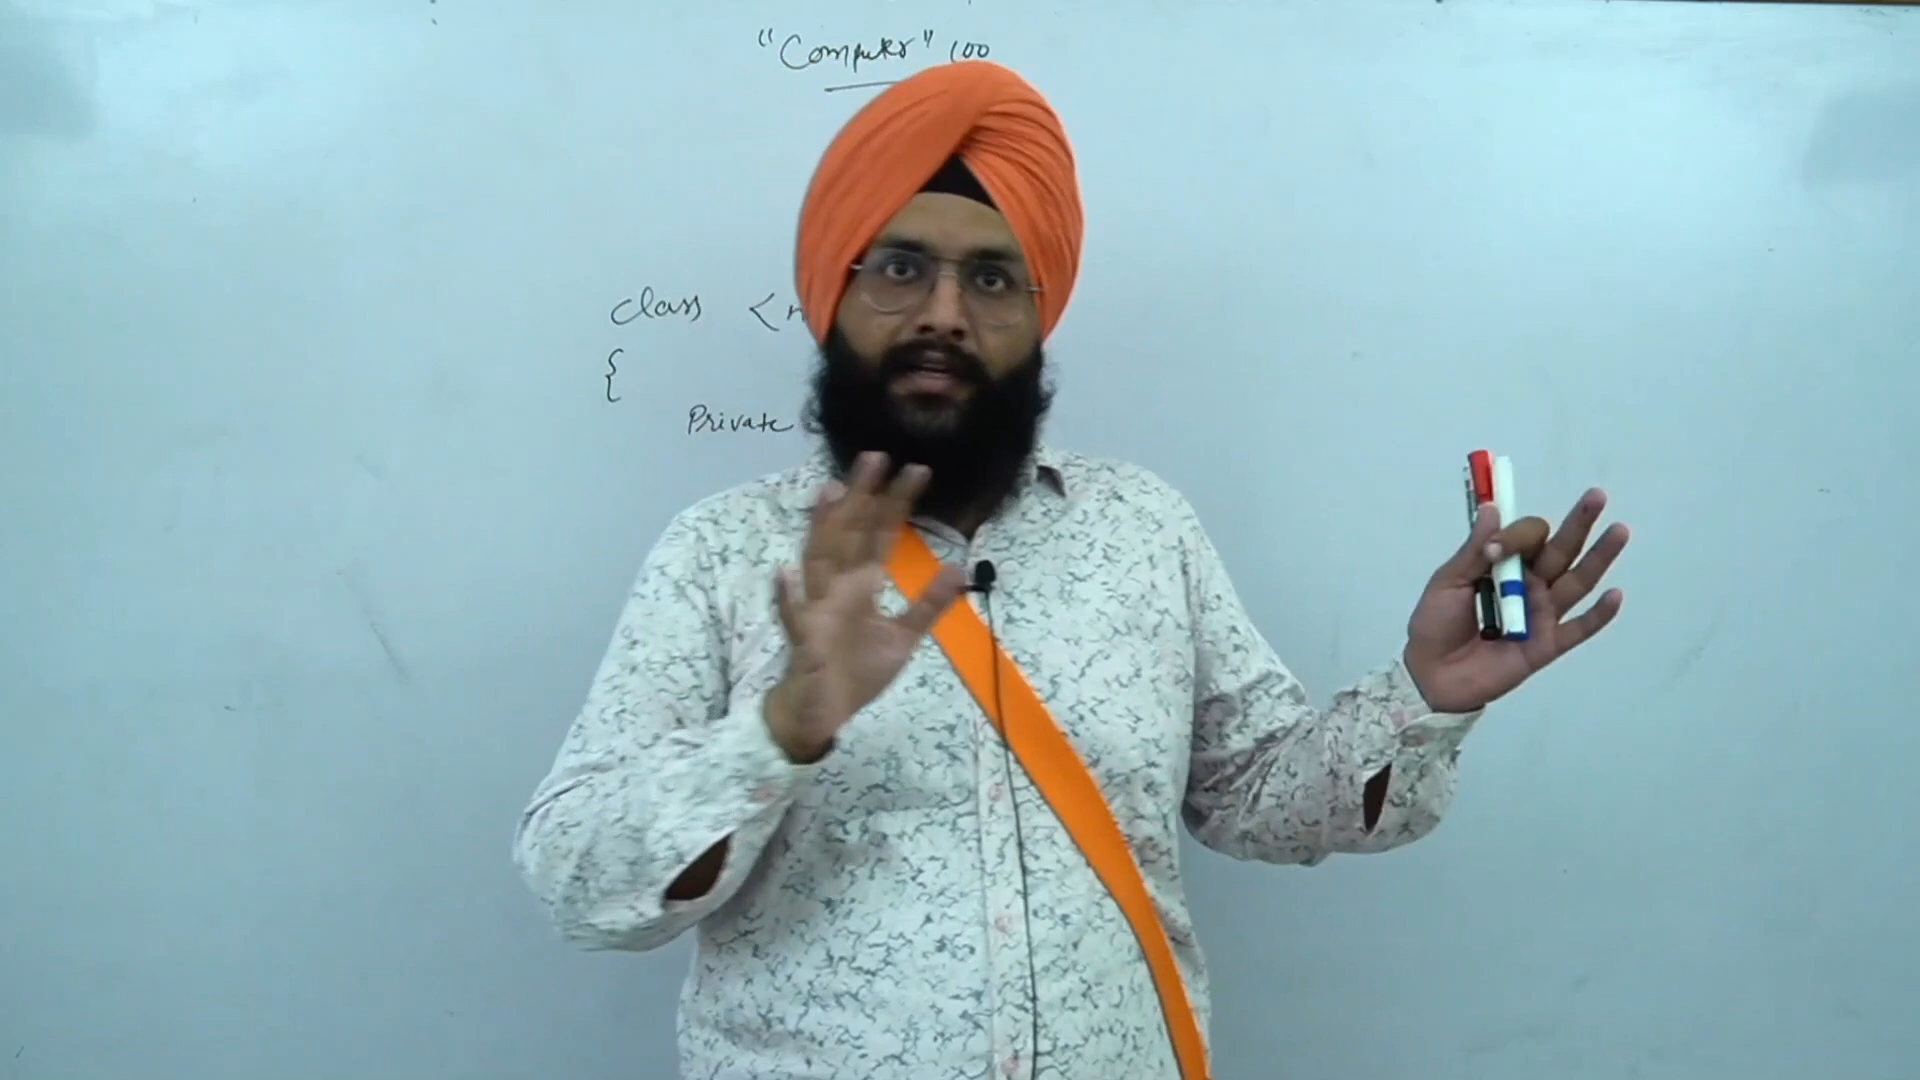 "Computer" 100
class <n
{
Private